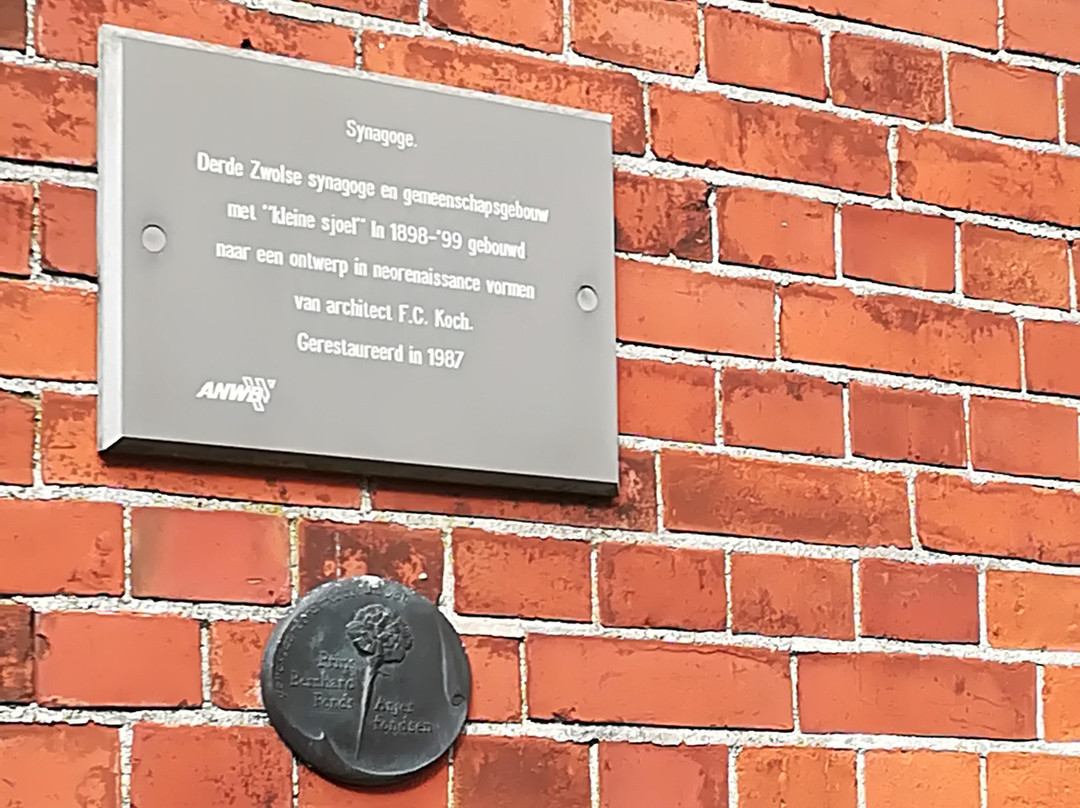 Synagoge.
Derde Zwolse synagoge en gemeenschapsgebouw
met "kleine sjoel" In 1898-'99 gebouwd
naar een ontwerp in neorenaissance vormen
van architect F.C. Koch.
Gerestaureerd in 1987
ANWB
Prins
Bernhard
Fonds
Anjer
fondsen